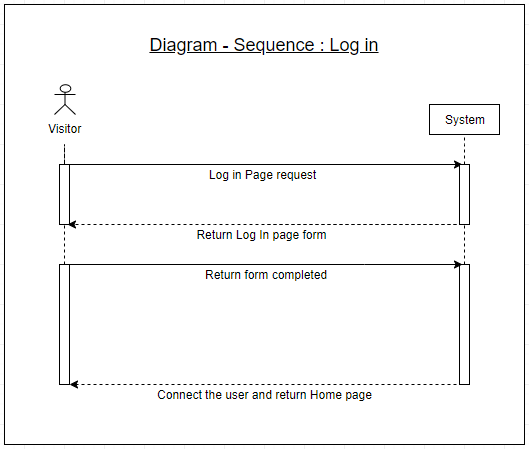 Diagram - Sequence : Log in
Visitor
System
Log in Page request
Return Log In page form
Return form completed
Connect the user and return Home page